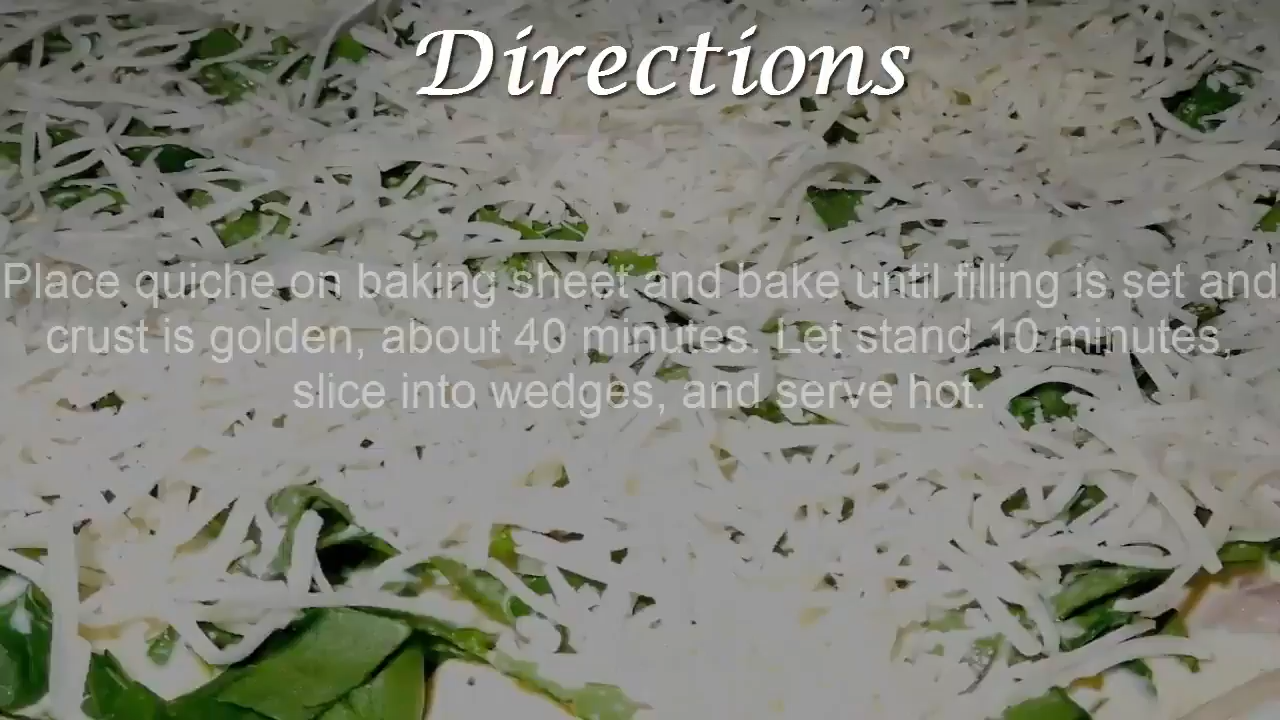 Directions
Place quiche on baking sheet and bake until filling is set and
crust is golden, about 40 minutes. Let stand 10 minutes,
slice into wedges, and serve hot.